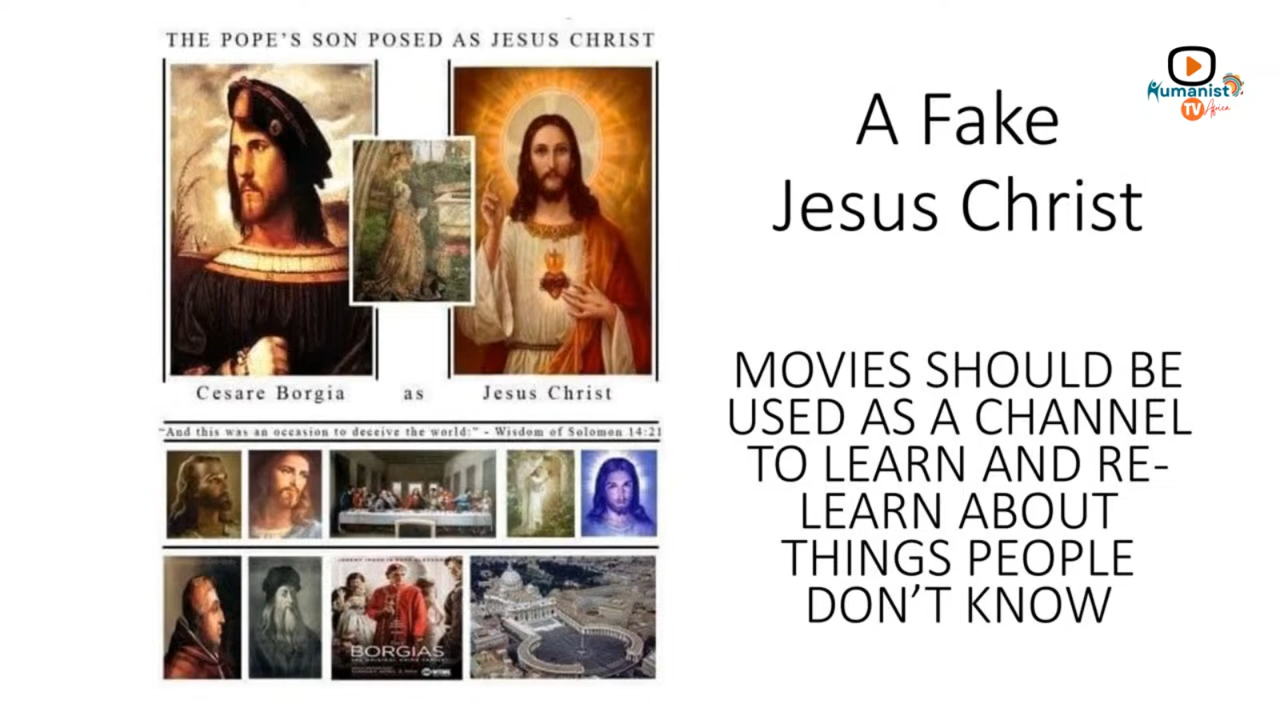 THE POPE'S SON POSED AS JESUS CHRIST
Cesare Borgia as Jesus Christ
"And this was an occasion to deceive the world:" - Wisdom of Solomon 14:21
BORGIAS
A Fake
Jesus Christ
MOVIES SHOULD BE
USED AS A CHANNEL
TO LEARN AND RE-
LEARN ABOUT
THINGS PEOPLE
DON'T KNOW
Humanist
TV Africa